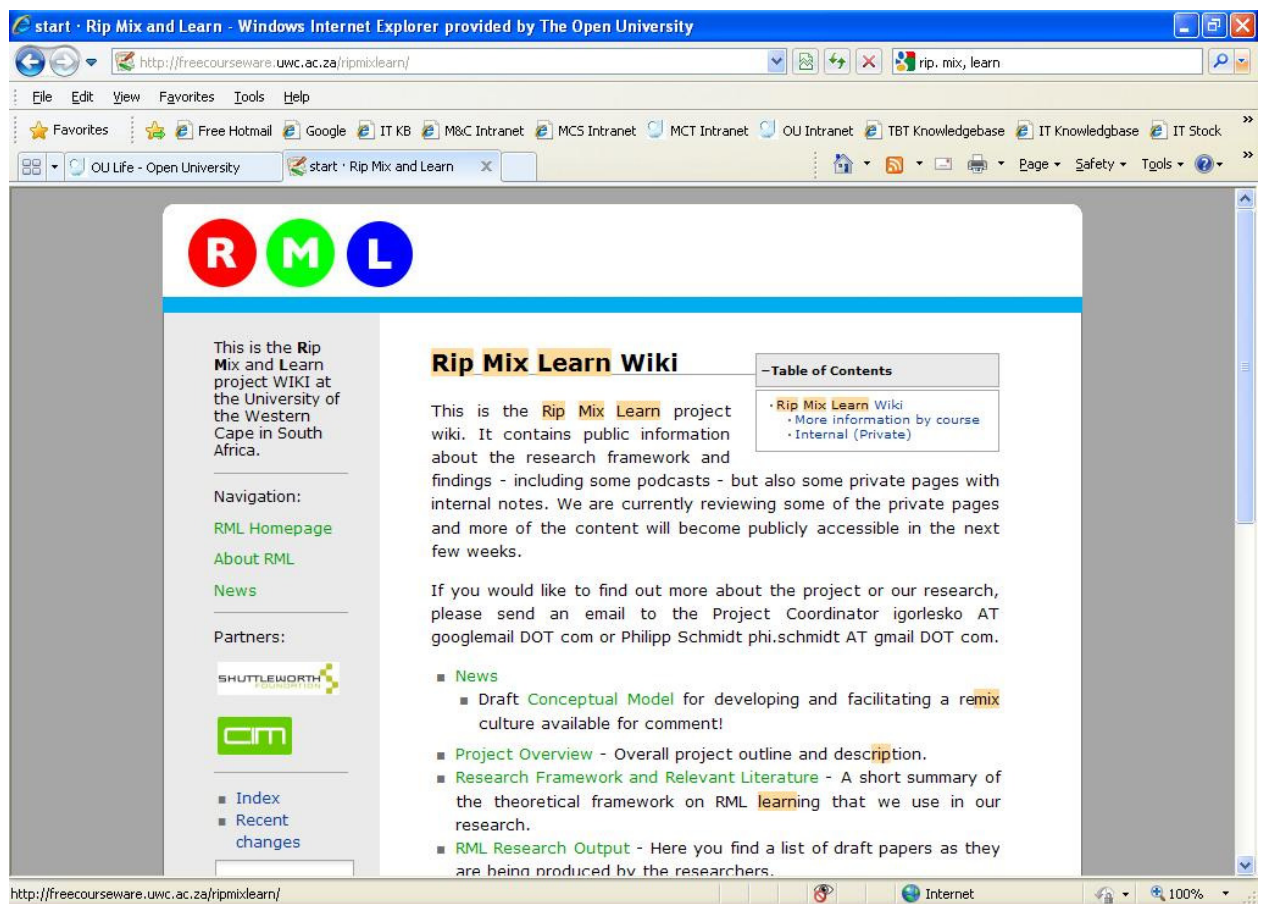 start · Rip Mix and Learn - Windows Internet Explorer provided by The Open University
http://freecourseware.uwc.ac.za/ripmixlearn/
rip. mix, learn
File Edit View Favorites Tools Help
Favorites Free Hotmail Google IT KB M&C Intranet MCS Intranet MCT Intranet OU Intranet TBT Knowledgebase IT Knowledgbase IT Stock »
OU Life - Open University start · Rip Mix and Learn X Page Safety Tools »
R M L
This is the Rip
Mix and Learn
project WIKI at
the University of
the Western
Cape in South
Africa.
Navigation:
RML Homepage
About RML
News
Partners:
SHUTTLEWORTH
FOUNDATION
cim
Index
Recent
changes
Rip Mix Learn Wiki
−Table of Contents
Rip Mix Learn Wiki
More information by course
Internal (Private)
This is the Rip Mix Learn project
wiki. It contains public information
about the research framework and
findings - including some podcasts - but also some private pages with
internal notes. We are currently reviewing some of the private pages
and more of the content will become publicly accessible in the next
few weeks.
If you would like to find out more about the project or our research,
please send an email to the Project Coordinator igorlesko AT
googlemail DOT com or Philipp Schmidt phi.schmidt AT gmail DOT com.
News
Draft Conceptual Model for developing and facilitating a remix
culture available for comment!
Project Overview - Overall project outline and description.
Research Framework and Relevant Literature - A short summary of
the theoretical framework on RML learning that we use in our
research.
RML Research Output - Here you find a list of draft papers as they
are being produced by the researchers.
http://freecourseware.uwc.ac.za/ripmixlearn/
Internet
100%